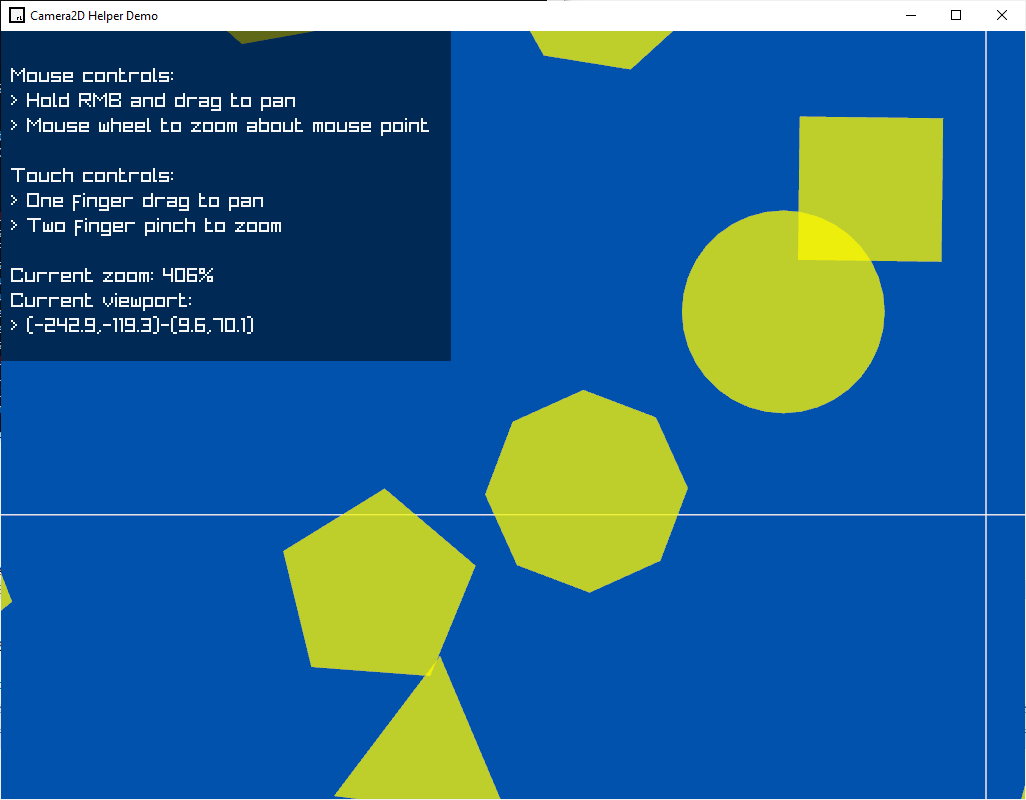 Camera2D Helper Demo
Mouse controls:
> Hold RMB and drag to pan
> Mouse wheel to zoom about mouse point
Touch controls:
> One finger drag to pan
> Two finger pinch to zoom
Current zoom: 406%
Current viewport:
> (-242.9,-119.3)-(9.6,70.1)